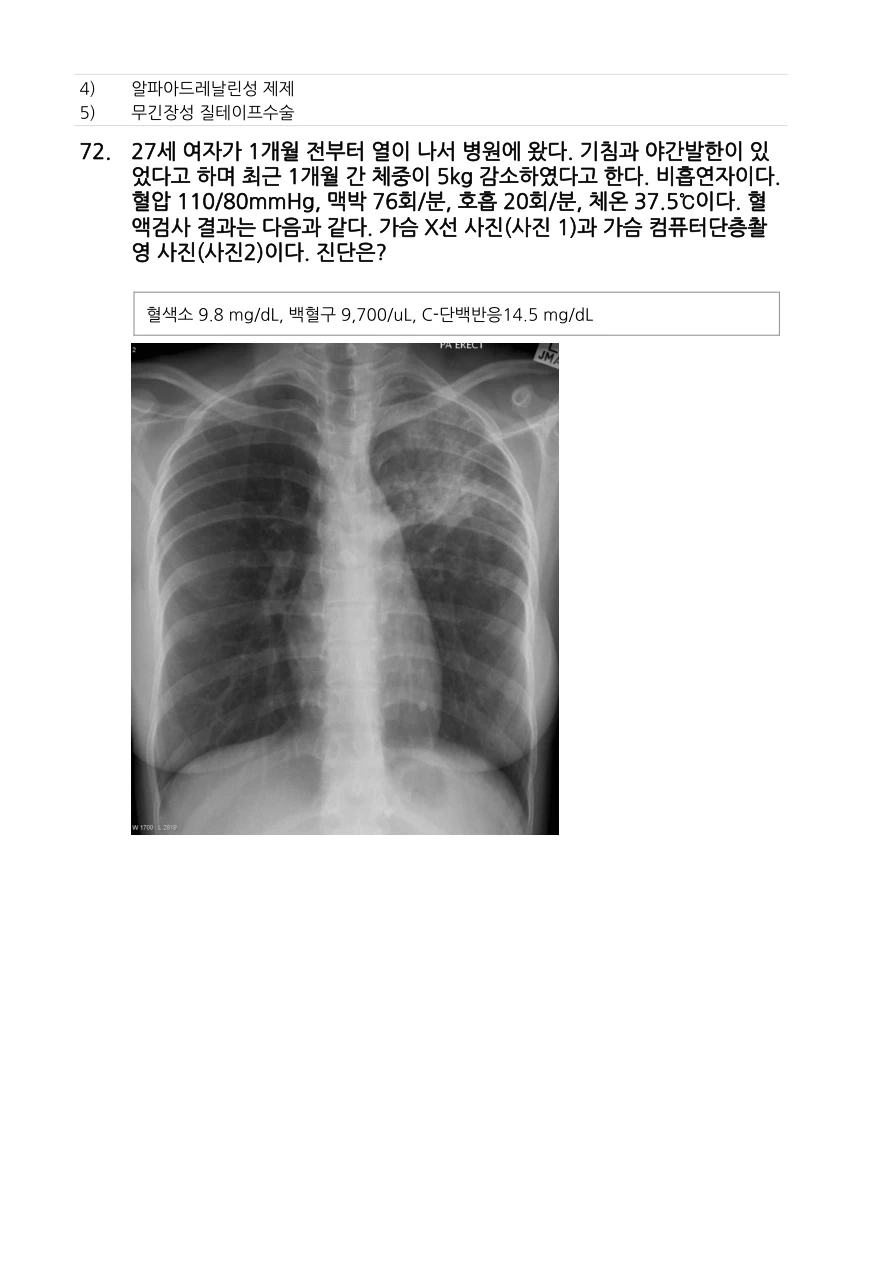 4) 알파아드레날린성 제제
5) 무긴장성 질테이프수술
72. 27세 여자가 1개월 전부터 열이 나서 병원에 왔다. 기침과 야간발한이 있
었다고 하며 최근 1개월 간 체중이 5kg 감소하였다고 한다. 비흡연자이다.
혈압 110/80mmHg, 맥박 76회/분, 호흡 20회/분, 체온 37.5℃이다. 혈
액검사 결과는 다음과 같다. 가슴 X선 사진(사진 1)과 가슴 컴퓨터단층촬
영 사진(사진2)이다. 진단은?
혈색소 9.8 mg/dL, 백혈구 9,700/uL, C-단백반응14.5 mg/dL
2
PA ERECT
L
JMA
W 1700 : L 2819